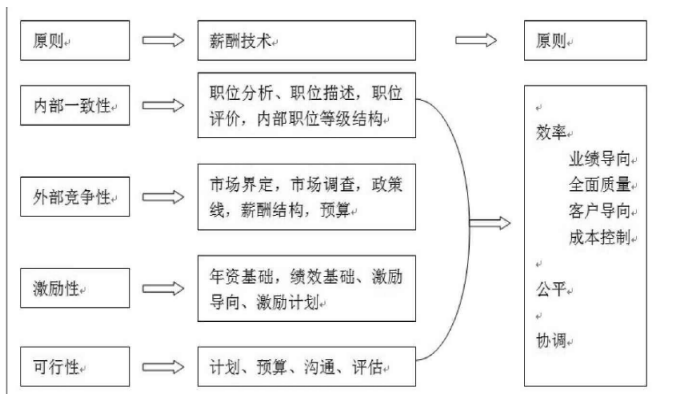 原则
薪酬技术
原则
内部一致性
职位分析、职位描述，职位
评价，内部职位等级结构
外部竞争性
市场界定，市场调查，政策
线，薪酬结构，预算
激励性
年资基础，绩效基础、激励
导向、激励计划
可行性
计划、预算、沟通、评估
效率
业绩导向
全面质量
客户导向
成本控制
公平
协调